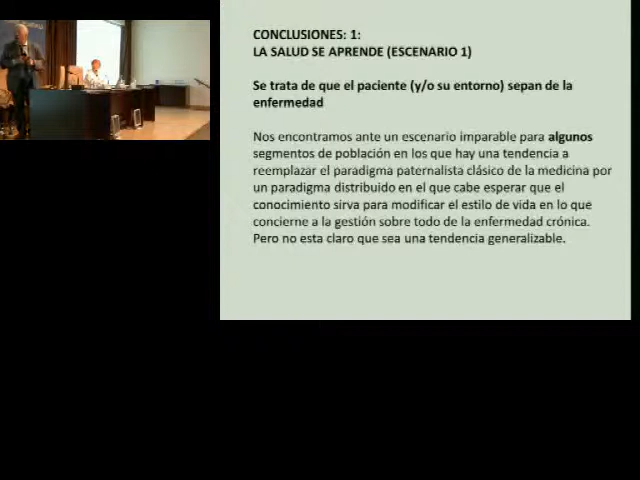 CONCLUSIONES: 1:
LA SALUD SE APRENDE (ESCENARIO 1)
Se trata de que el paciente (y/o su entorno) sepan de la
enfermedad
Nos encontramos ante un escenario imparable para algunos
segmentos de población en los que hay una tendencia a
reemplazar el paradigma paternalista clásico de la medicina por
un paradigma distribuido en el que cabe esperar que el
conocimiento sirva para modificar el estilo de vida en lo que
concierne a la gestión sobre todo de la enfermedad crónica.
Pero no esta claro que sea una tendencia generalizable.